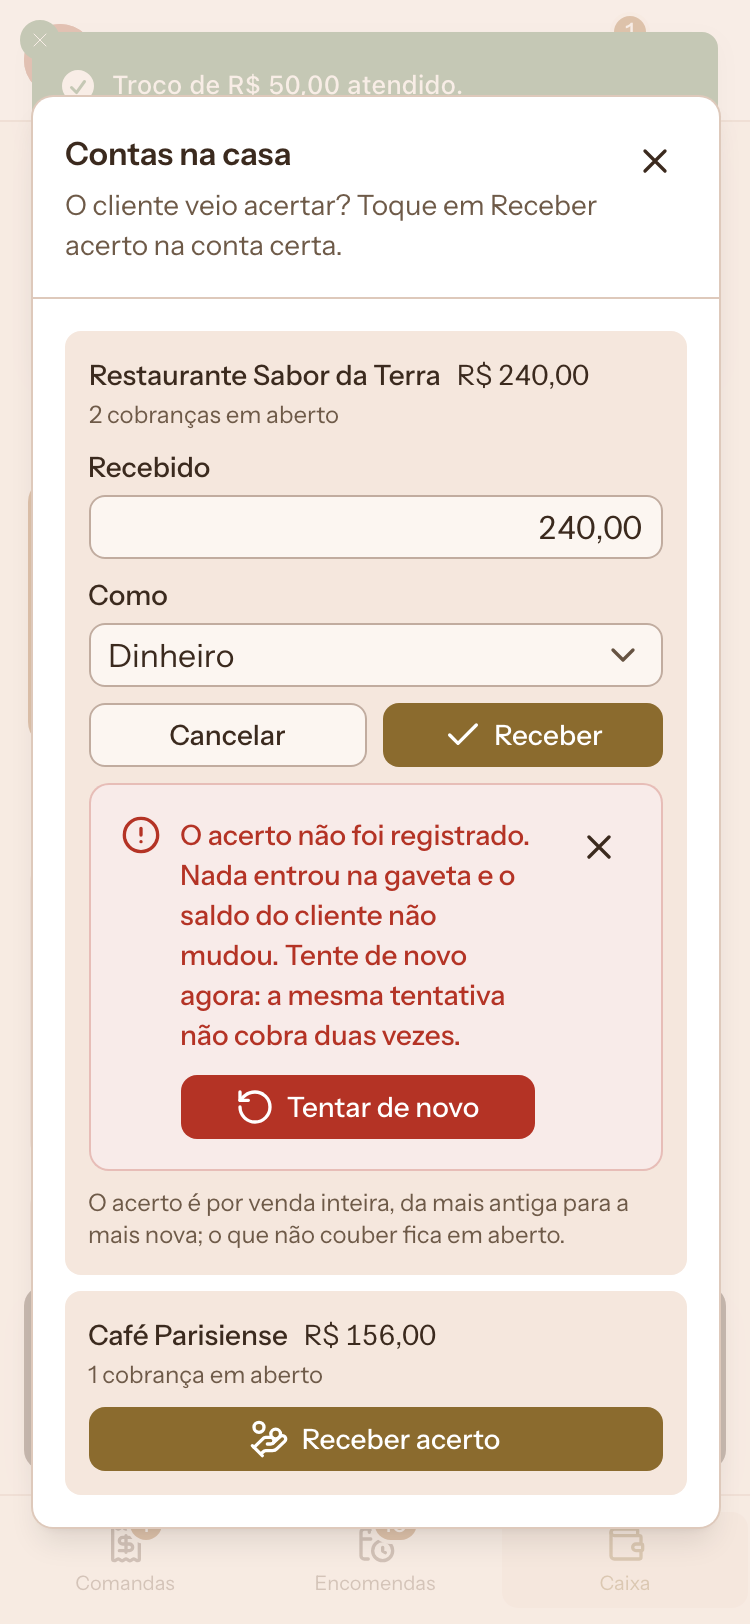 Troco de R$ 50,00 atendido.
Contas na casa
O cliente veio acertar? Toque em Receber
acerto na conta certa.
Restaurante Sabor da Terra R$ 240,00
2 cobranças em aberto
Recebido
240,00
Como
Dinheiro
Cancelar
Receber
O acerto não foi registrado.
Nada entrou na gaveta e o
saldo do cliente não
mudou. Tente de novo
agora: a mesma tentativa
não cobra duas vezes.
Tentar de novo
O acerto é por venda inteira, da mais antiga para a
mais nova; o que não couber fica em aberto.
Café Parisiense R$ 156,00
1 cobrança em aberto
Receber acerto
Comandas
Encomendas
Caixa